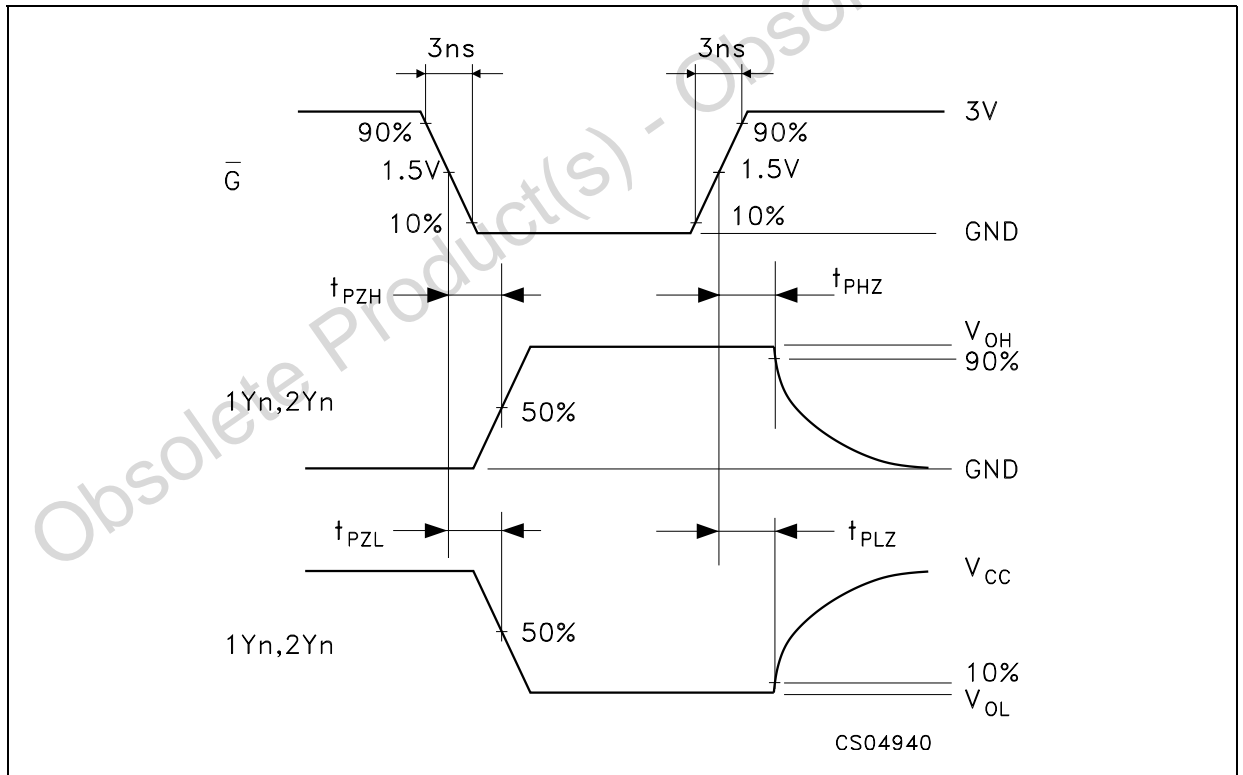 Obsolete Product(s) - Obsol
3ns 3ns
3V
90% 90%
G̅ 1.5V 1.5V
10% 10%
GND
tPZH tPHZ
VOH
90%
1Yn,2Yn 50%
GND
tPZL tPLZ
VCC
1Yn,2Yn 50%
10%
VOL
CS04940